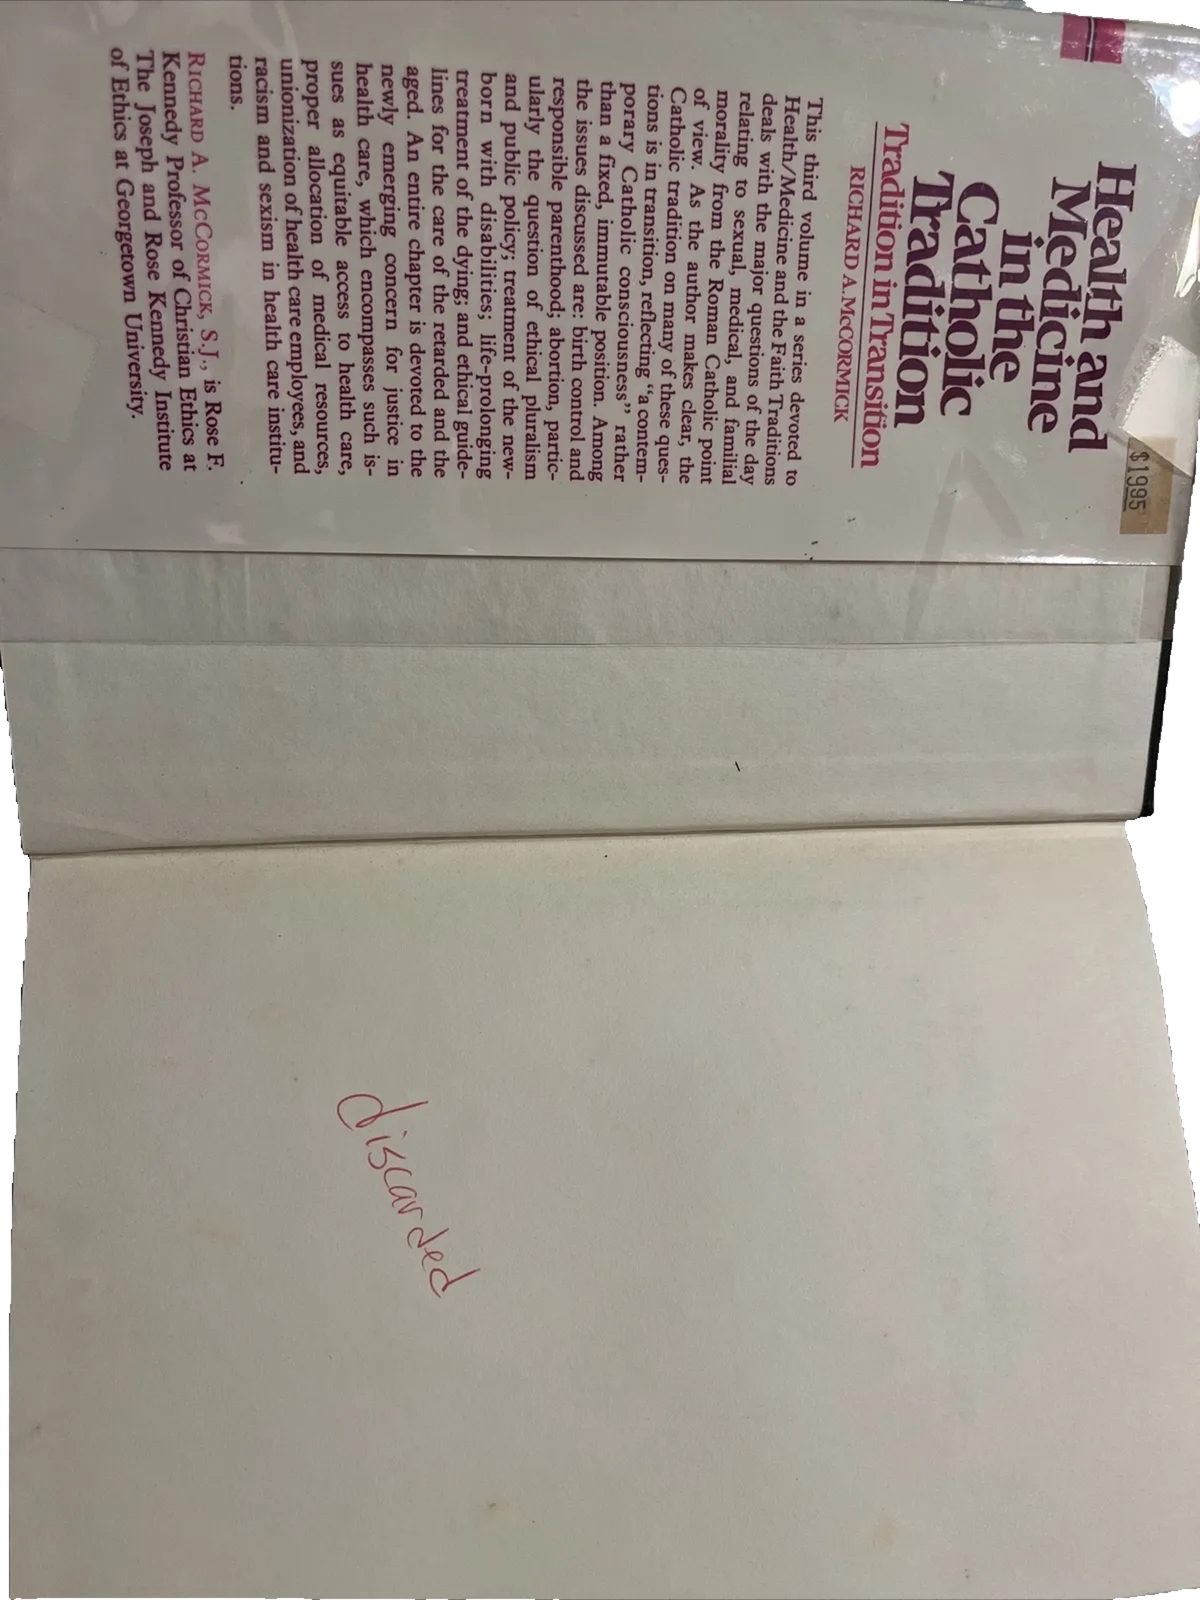 $1995
Health and
Medicine
in the
Catholic
Tradition
Tradition in Transition
RICHARD A. McCORMICK
This third volume in a series devoted to
Health/Medicine and the Faith Traditions
deals with the major questions of the day
relating to sexual, medical, and familial
morality from the Roman Catholic point
of view. As the author makes clear, the
Catholic tradition on many of these ques-
tions is in transition, reflecting “a contem-
porary Catholic consciousness” rather
than a fixed, immutable position. Among
the issues discussed are: birth control and
responsible parenthood; abortion, partic-
ularly the question of ethical pluralism
and public policy; treatment of the new-
born with disabilities; life-prolonging
treatment of the dying; and ethical guide-
lines for the care of the retarded and the
aged. An entire chapter is devoted to the
newly emerging concern for justice in
health care, which encompasses such is-
sues as equitable access to health care,
proper allocation of medical resources,
unionization of health care employees, and
racism and sexism in health care institu-
tions.
RICHARD A. McCORMICK, S.J., is Rose F.
Kennedy Professor of Christian Ethics at
The Joseph and Rose Kennedy Institute
of Ethics at Georgetown University.
discarded